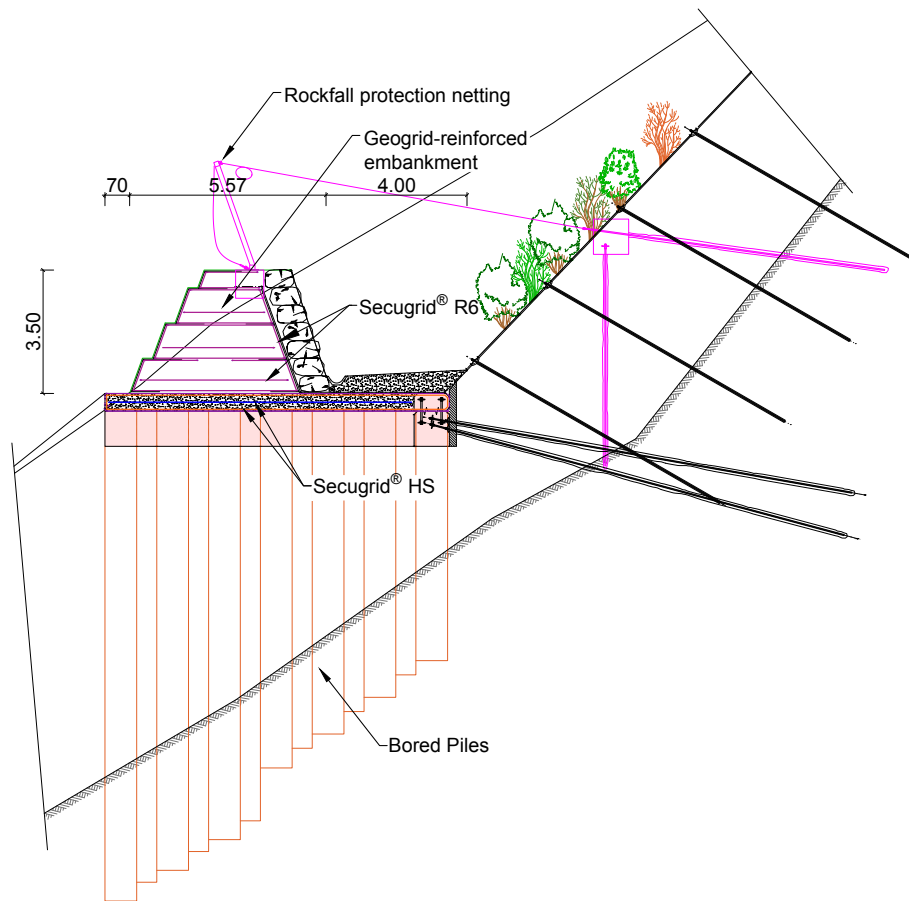 Rockfall protection netting
Geogrid-reinforced
embankment
70
5.57
4.00
3.50
Secugrid® R6
Secugrid® HS
Bored Piles